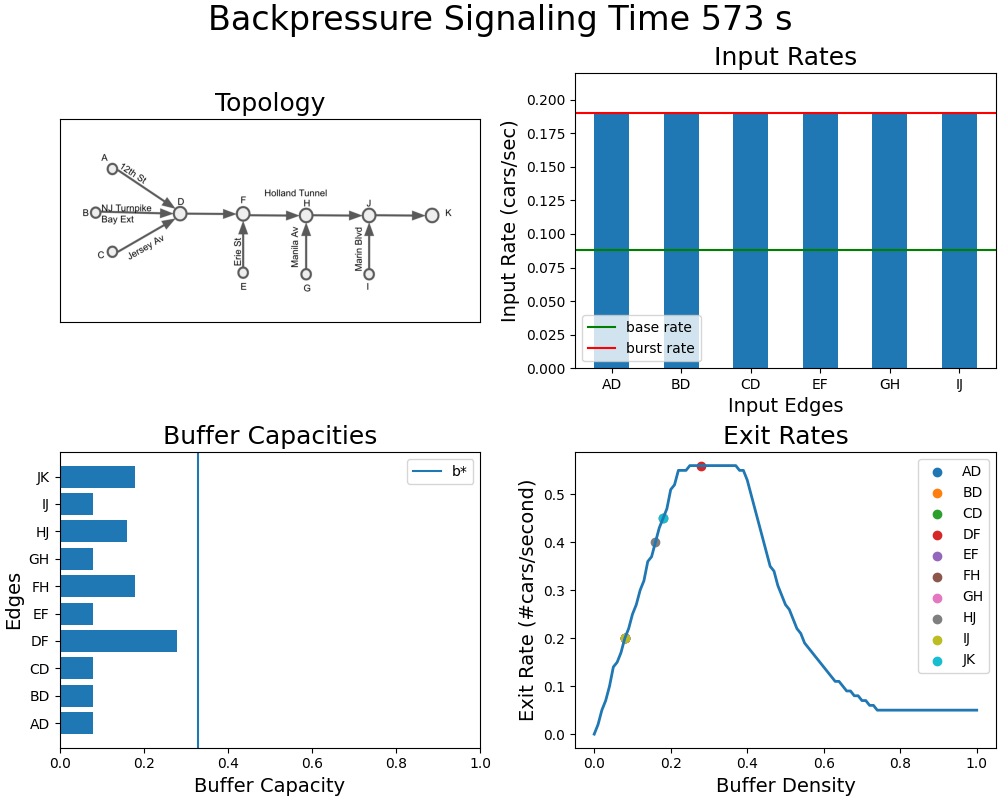 Backpressure Signaling Time 573 s
Topology
A
12th St
B
NJ Turnpike
Bay Ext
C
Jersey Av
D
F
Holland Tunnel
H
J
K
Erie St
Manila Av
Marin Blvd
E
G
I
Input Rates
Input Rate (cars/sec)
0.200
0.175
0.150
0.125
0.100
0.075
0.050
0.025
0.000
base rate
burst rate
AD BD CD EF GH IJ
Input Edges
Buffer Capacities
Edges
JK
IJ
HJ
GH
FH
EF
DF
CD
BD
AD
b*
0.0 0.2 0.4 0.6 0.8 1.0
Buffer Capacity
Exit Rates
Exit Rate (#cars/second)
0.5
0.4
0.3
0.2
0.1
0.0
AD
BD
CD
DF
EF
FH
GH
HJ
IJ
JK
0.0 0.2 0.4 0.6 0.8 1.0
Buffer Density